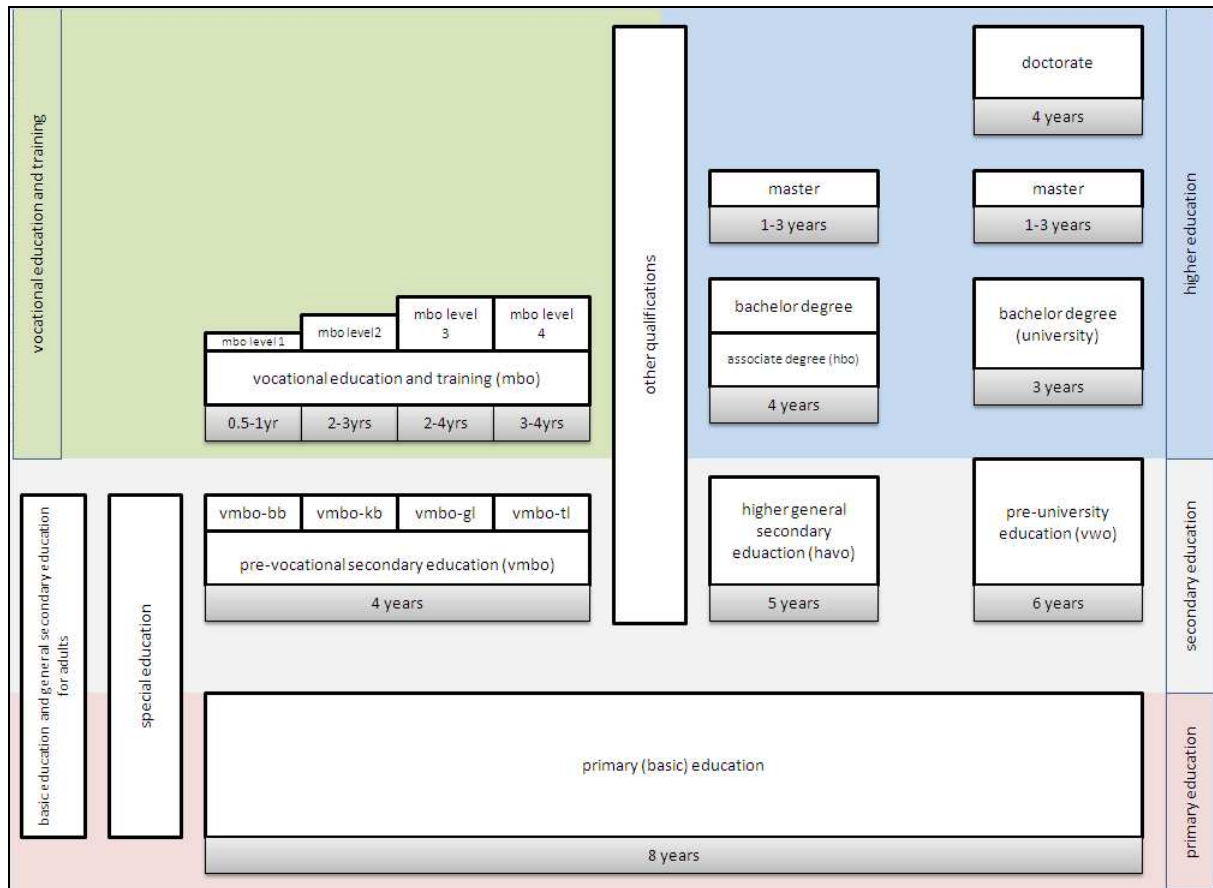 vocational education and training
doctorate
4 years
master
1-3 years
master
1-3 years
higher education
other qualifications
bachelor degree
associate degree (hbo)
4 years
bachelor degree
(university)
3 years
mbo level 1
mbo level2
mbo level
3
mbo level
4
vocational education and training (mbo)
0.5-1yr
2-3yrs
2-4yrs
3-4yrs
basic education and general secondary education
for adults
special education
vmbo-bb
vmbo-kb
vmbo-gl
vmbo-tl
pre-vocational secondary education (vmbo)
4 years
higher general
secondary
eduaction (havo)
5 years
pre-university
education (vwo)
6 years
secondary education
primary (basic) education
8 years
primary education